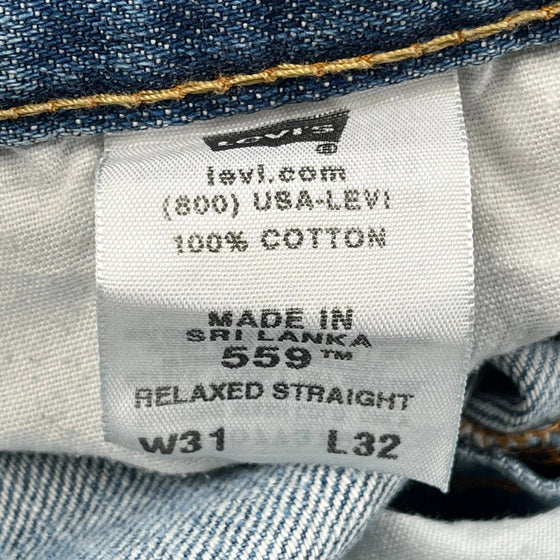 LEVI'S ®
levi.com
(800) USA-LEVI
100% COTTON
MADE IN
SRI LANKA
559™
RELAXED STRAIGHT
W31 L32